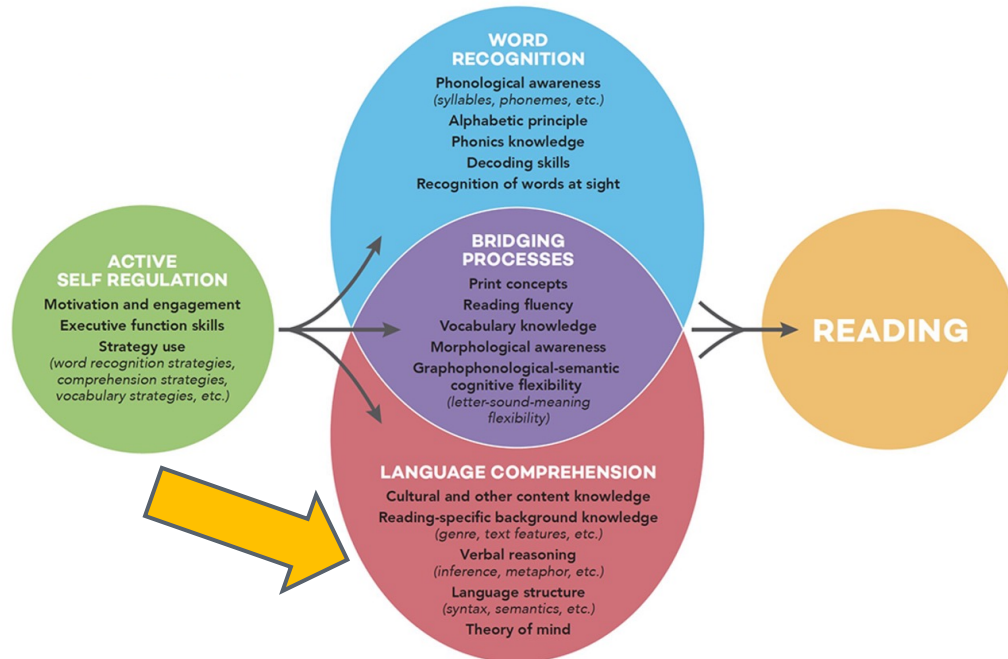 WORD
RECOGNITION
Phonological awareness
(syllables, phonemes, etc.)
Alphabetic principle
Phonics knowledge
Decoding skills
Recognition of words at sight
ACTIVE
SELF REGULATION
Motivation and engagement
Executive function skills
Strategy use
(word recognition strategies,
comprehension strategies,
vocabulary strategies, etc.)
BRIDGING
PROCESSES
Print concepts
Reading fluency
Vocabulary knowledge
Morphological awareness
Graphophonological-semantic
cognitive flexibility
(letter-sound-meaning
flexibility)
READING
LANGUAGE COMPREHENSION
Cultural and other content knowledge
Reading-specific background knowledge
(genre, text features, etc.)
Verbal reasoning
(inference, metaphor, etc.)
Language structure
(syntax, semantics, etc.)
Theory of mind